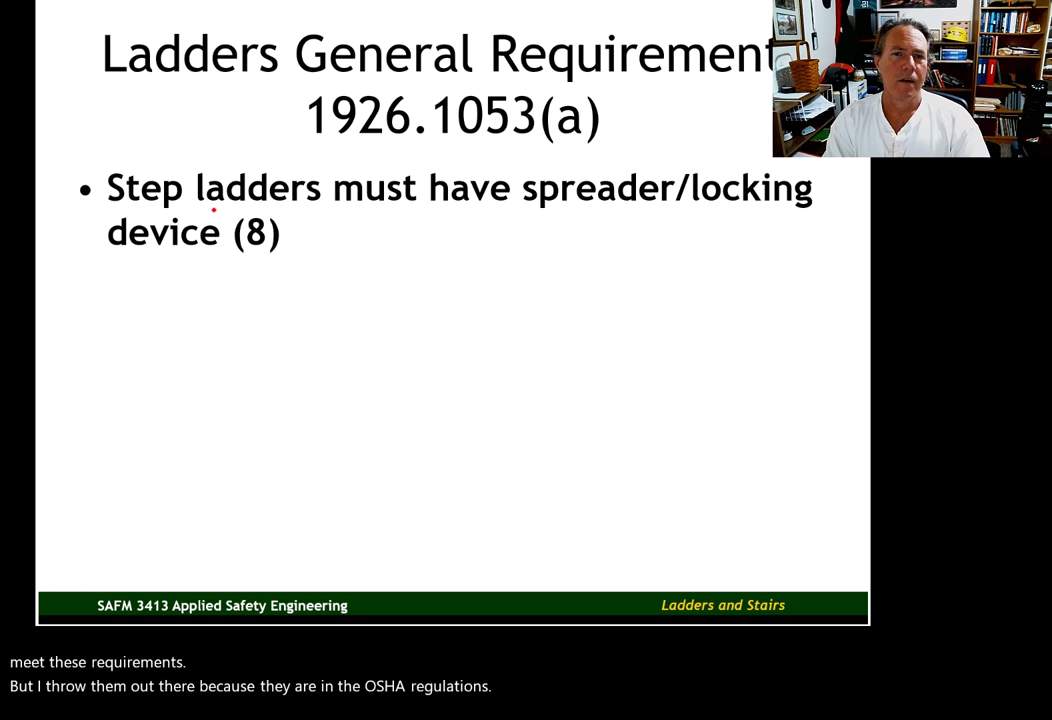 Ladders General Requirement
1926.1053(a)
• Step ladders must have spreader/locking
device (8)
SAFM 3413 Applied Safety Engineering
Ladders and Stairs
meet these requirements.
But I throw them out there because they are in the OSHA regulations.